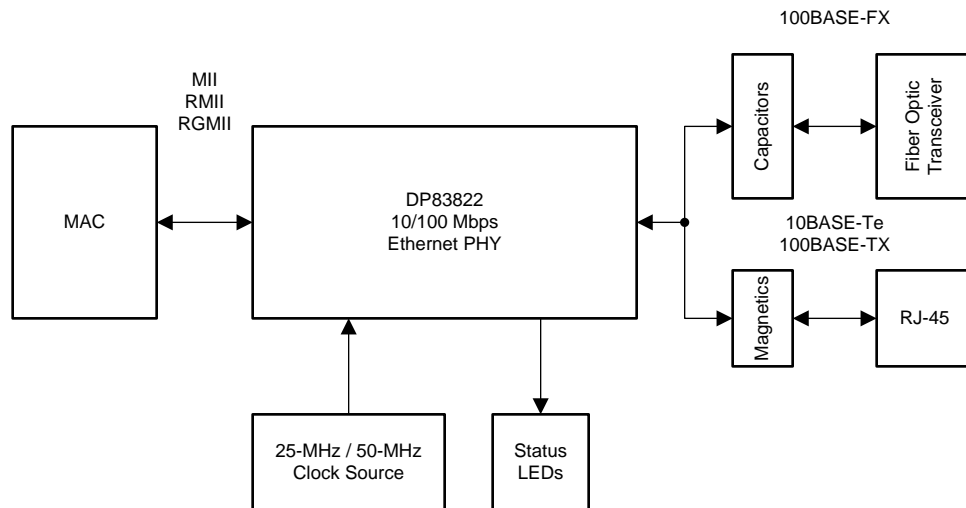 100BASE-FX
MII
RMII
RGMII
MAC
DP83822
10/100 Mbps
Ethernet PHY
Capacitors
Fiber Optic
Transceiver
10BASE-Te
100BASE-TX
Magnetics
RJ-45
25-MHz / 50-MHz
Clock Source
Status
LEDs